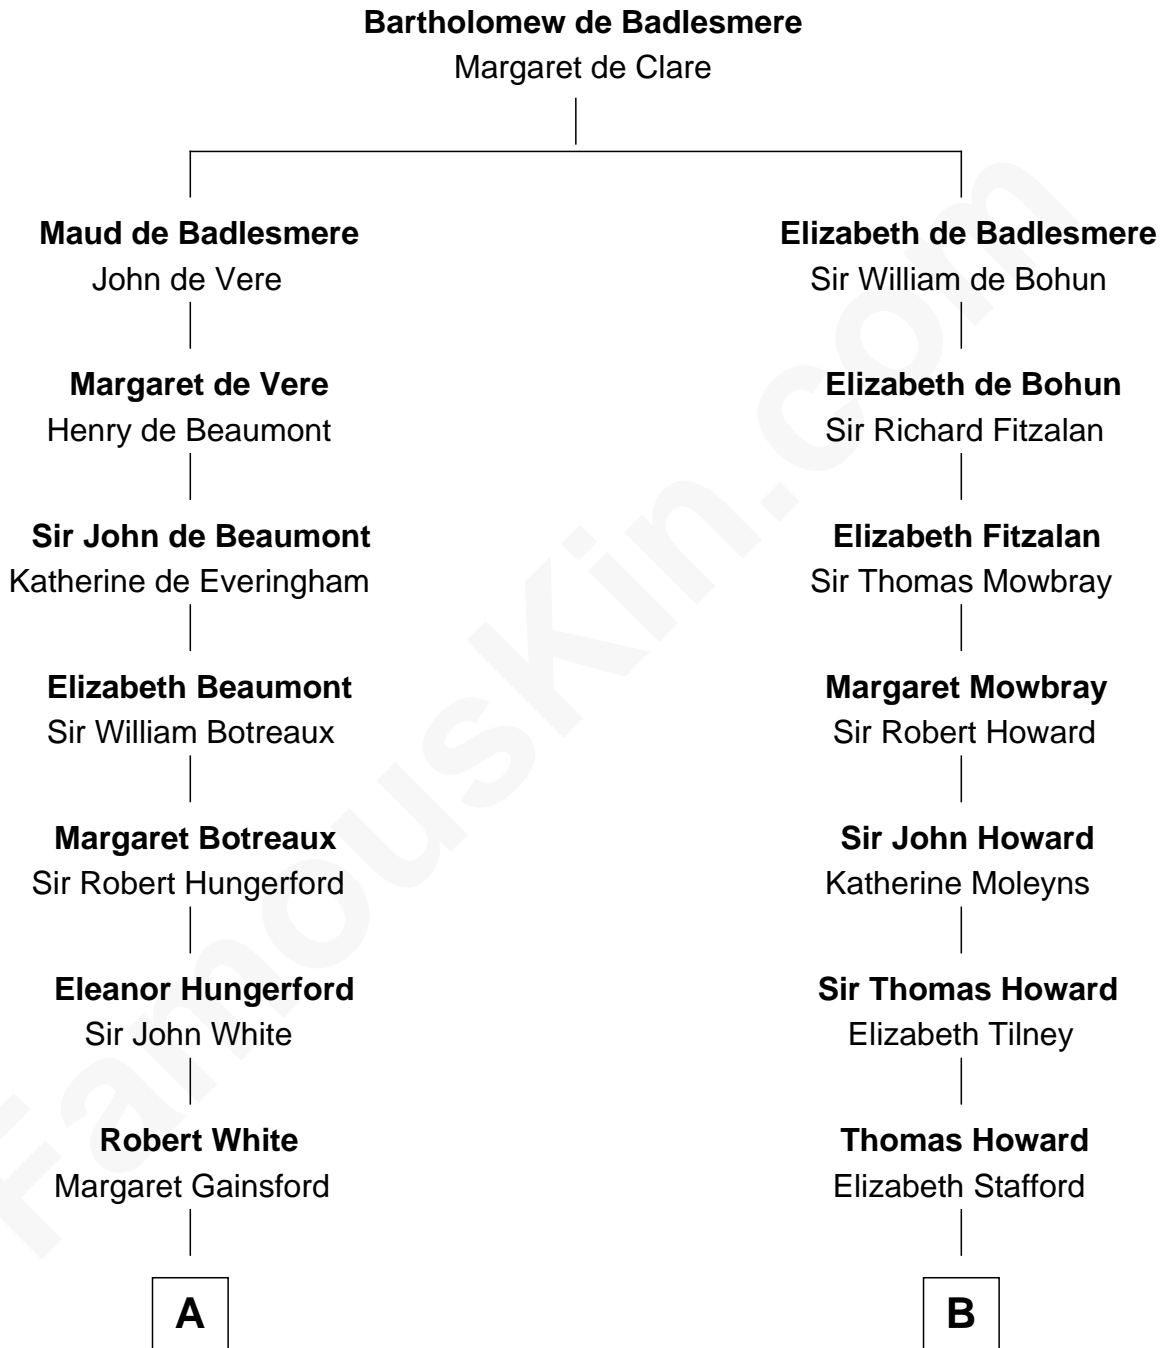 Bartholomew de Badlesmere
Margaret de Clare
Maud de Badlesmere
John de Vere
Elizabeth de Badlesmere
Sir William de Bohun
Margaret de Vere
Henry de Beaumont
Elizabeth de Bohun
Sir Richard Fitzalan
Sir John de Beaumont
Katherine de Everingham
Elizabeth Fitzalan
Sir Thomas Mowbray
Elizabeth Beaumont
Sir William Botreaux
Margaret Mowbray
Sir Robert Howard
Margaret Botreaux
Sir Robert Hungerford
Sir John Howard
Katherine Moleyns
Eleanor Hungerford
Sir John White
Sir Thomas Howard
Elizabeth Tilney
Robert White
Margaret Gainsford
Thomas Howard
Elizabeth Stafford
A
B
FamousKin.com